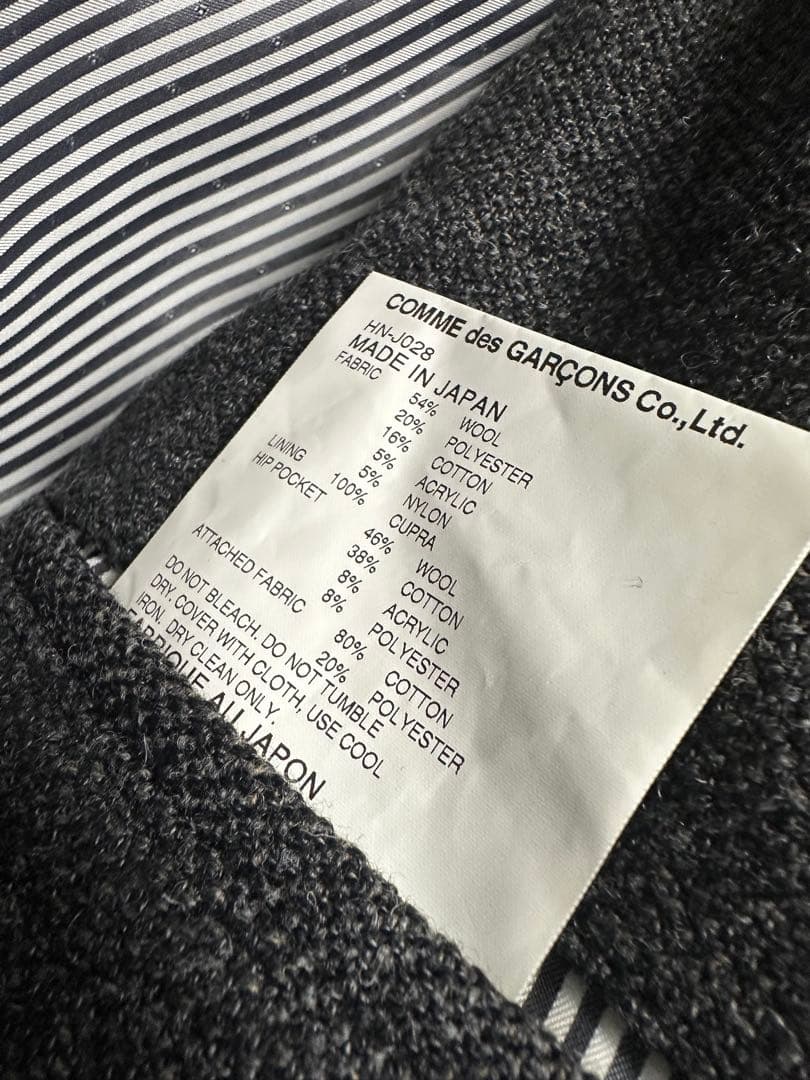 COMME des GARÇONS Co.,Ltd.
HN-J028
MADE IN JAPAN
FABRIC 54% WOOL
20% POLYESTER
16% COTTON
5% ACRYLIC
5% NYLON
LINING 100% CUPRA
HIP POCKET 46% WOOL
38% COTTON
8% ACRYLIC
8% POLYESTER
ATTACHED FABRIC 80% COTTON
20% POLYESTER
DO NOT BLEACH. DO NOT TUMBLE
DRY. COVER WITH CLOTH, USE COOL
IRON. DRY CLEAN ONLY.
FABRIQUE AU JAPON